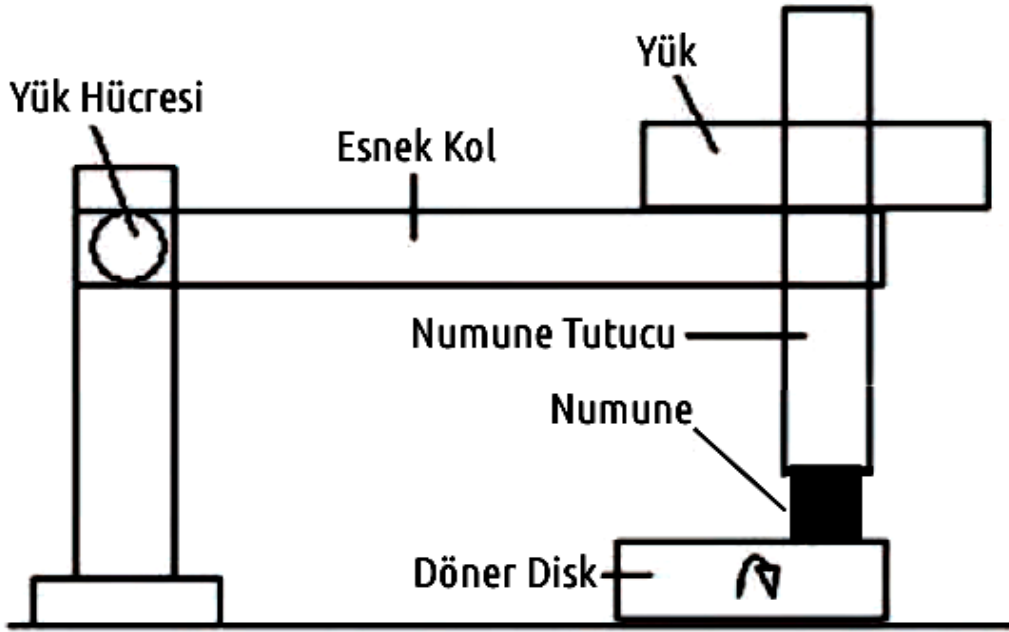 Yük
Yük Hücresi
Esnek Kol
Numune Tutucu
Numune
Döner Disk